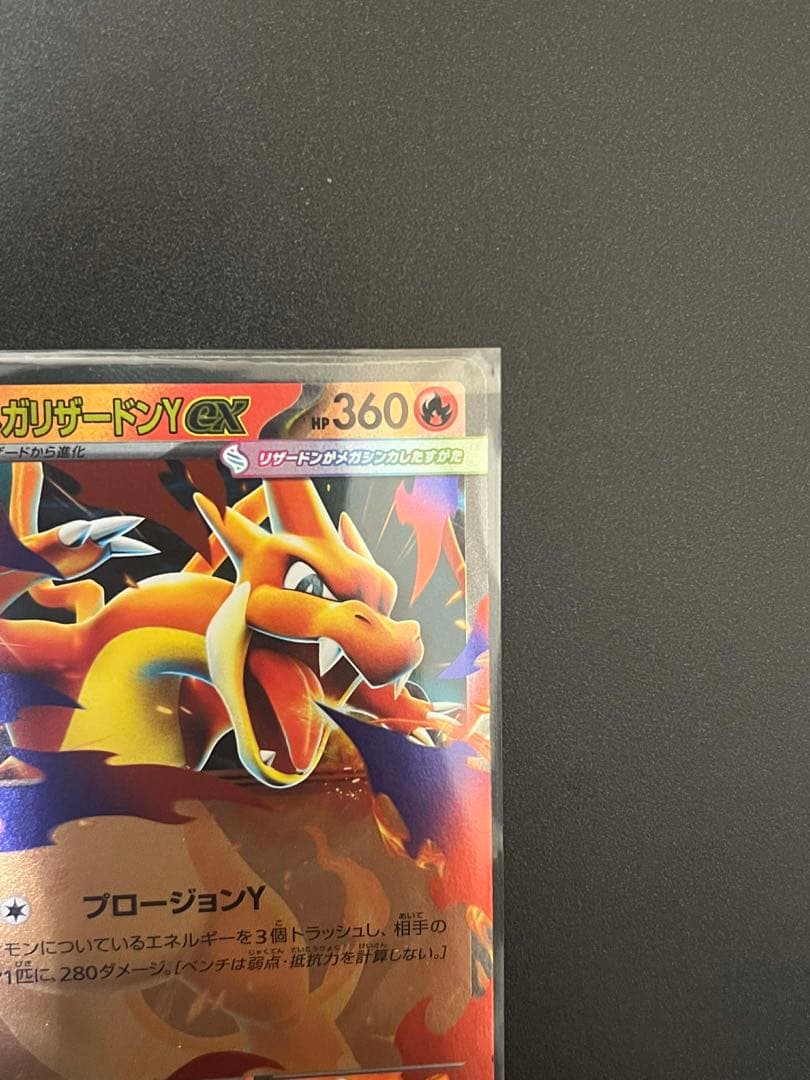 ガリザードンYex HP360
ザードから進化
リザードンがメガシンカしたすがた
プロージョンY
モンについているエネルギーを3個トラッシュし、相手の
1匹に、280ダメージ。[ベンチは弱点・抵抗力を計算しない。]